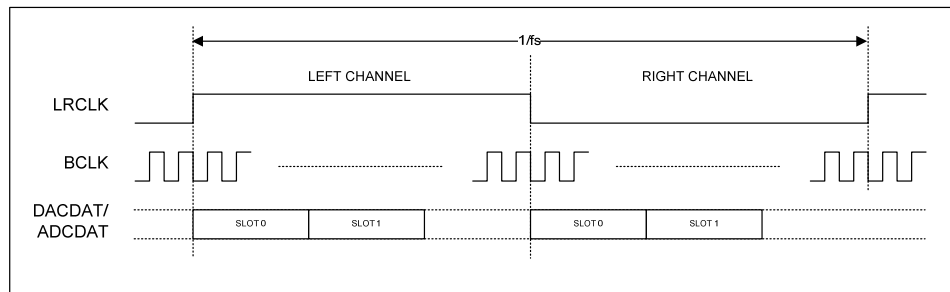 1/fs
LEFT CHANNEL RIGHT CHANNEL
LRCLK
BCLK
DACDAT/
ADCDAT
SLOT 0 SLOT 1 SLOT 0 SLOT 1